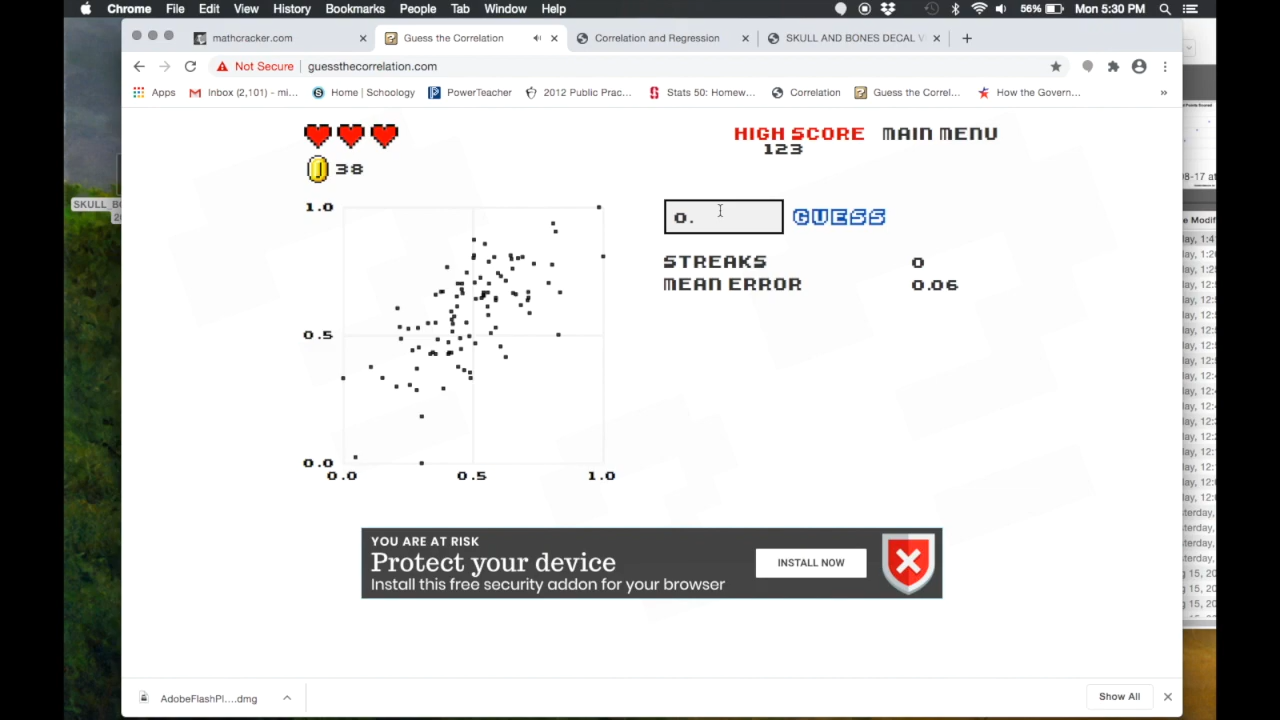 Chrome File Edit View History Bookmarks People Tab Window Help 56% Mon 5:30 PM
mathcracker.com Guess the Correlation Correlation and Regression SKULL AND BONES DECAL
Not Secure guessthecorrelation.com
Apps Inbox (2,101) - mi... Home | Schoology PowerTeacher 2012 Public Prac... Stats 50: Homew... Correlation Guess the Correl... How the Govern... »
HIGH SCORE MAIN MENU
123
38
1.0
0.5
0.0
0.0 0.5 1.0
0. GUESS
STREAKS 0
MEAN ERROR 0.06
YOU ARE AT RISK
Protect your device
Install this free security addon for your browser
INSTALL NOW
AdobeFlashPl....dmg
Show All
SKULL_BO